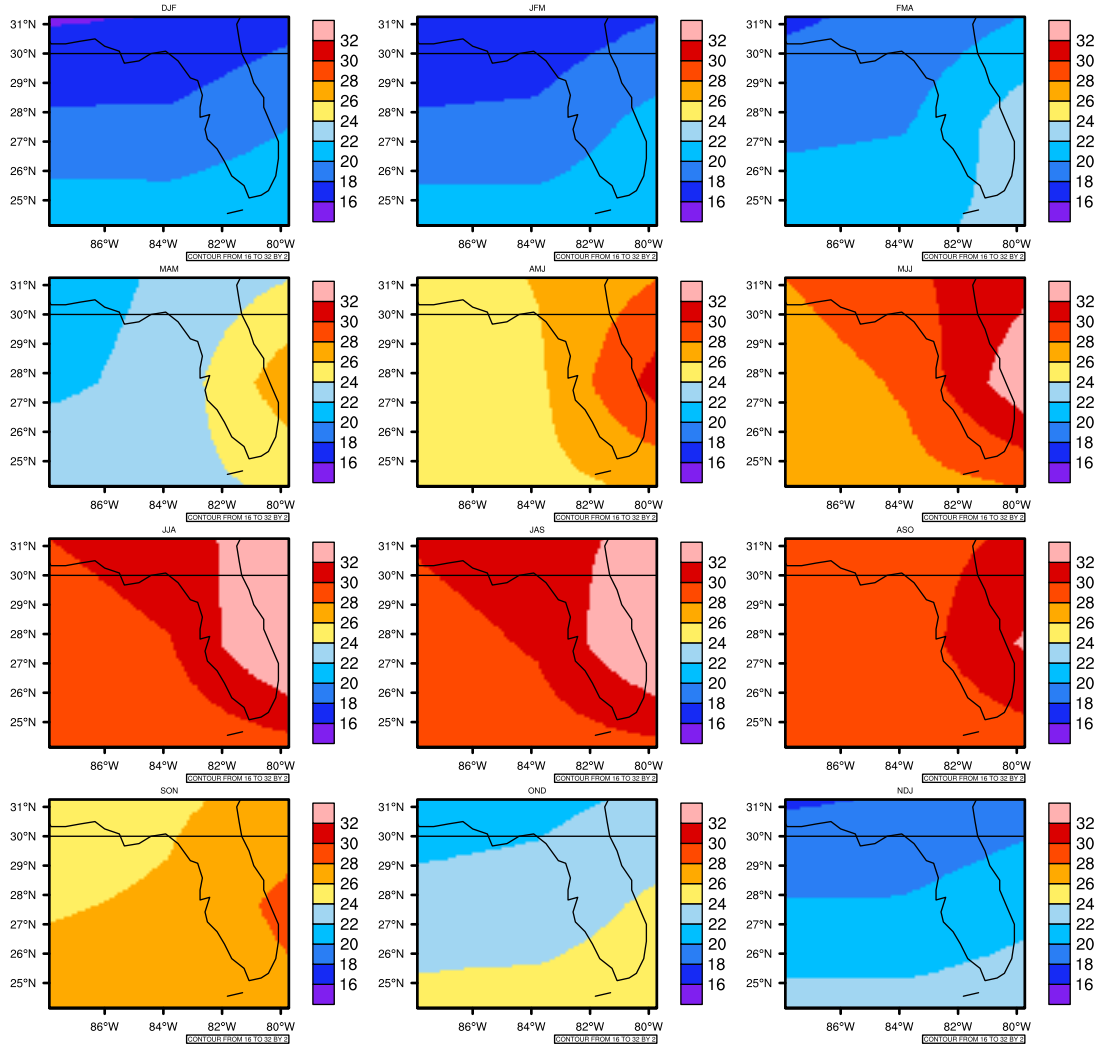 DJF
31°N
30°N
29°N
28°N
27°N
26°N
25°N
86°W 84°W 82°W 80°W
32
30
28
26
24
22
20
18
16
CONTOUR FROM 16 TO 32 BY 2
JFM
31°N
30°N
29°N
28°N
27°N
26°N
25°N
86°W 84°W 82°W 80°W
32
30
28
26
24
22
20
18
16
CONTOUR FROM 16 TO 32 BY 2
FMA
31°N
30°N
29°N
28°N
27°N
26°N
25°N
86°W 84°W 82°W 80°W
32
30
28
26
24
22
20
18
16
CONTOUR FROM 16 TO 32 BY 2
MAM
31°N
30°N
29°N
28°N
27°N
26°N
25°N
86°W 84°W 82°W 80°W
32
30
28
26
24
22
20
18
16
CONTOUR FROM 16 TO 32 BY 2
AMJ
31°N
30°N
29°N
28°N
27°N
26°N
25°N
86°W 84°W 82°W 80°W
32
30
28
26
24
22
20
18
16
CONTOUR FROM 16 TO 32 BY 2
MJJ
31°N
30°N
29°N
28°N
27°N
26°N
25°N
86°W 84°W 82°W 80°W
32
30
28
26
24
22
20
18
16
CONTOUR FROM 16 TO 32 BY 2
JJA
31°N
30°N
29°N
28°N
27°N
26°N
25°N
86°W 84°W 82°W 80°W
32
30
28
26
24
22
20
18
16
CONTOUR FROM 16 TO 32 BY 2
JAS
31°N
30°N
29°N
28°N
27°N
26°N
25°N
86°W 84°W 82°W 80°W
32
30
28
26
24
22
20
18
16
CONTOUR FROM 16 TO 32 BY 2
ASO
31°N
30°N
29°N
28°N
27°N
26°N
25°N
86°W 84°W 82°W 80°W
32
30
28
26
24
22
20
18
16
CONTOUR FROM 16 TO 32 BY 2
SON
31°N
30°N
29°N
28°N
27°N
26°N
25°N
86°W 84°W 82°W 80°W
32
30
28
26
24
22
20
18
16
CONTOUR FROM 16 TO 32 BY 2
OND
31°N
30°N
29°N
28°N
27°N
26°N
25°N
86°W 84°W 82°W 80°W
32
30
28
26
24
22
20
18
16
CONTOUR FROM 16 TO 32 BY 2
NDJ
31°N
30°N
29°N
28°N
27°N
26°N
25°N
86°W 84°W 82°W 80°W
32
30
28
26
24
22
20
18
16
CONTOUR FROM 16 TO 32 BY 2